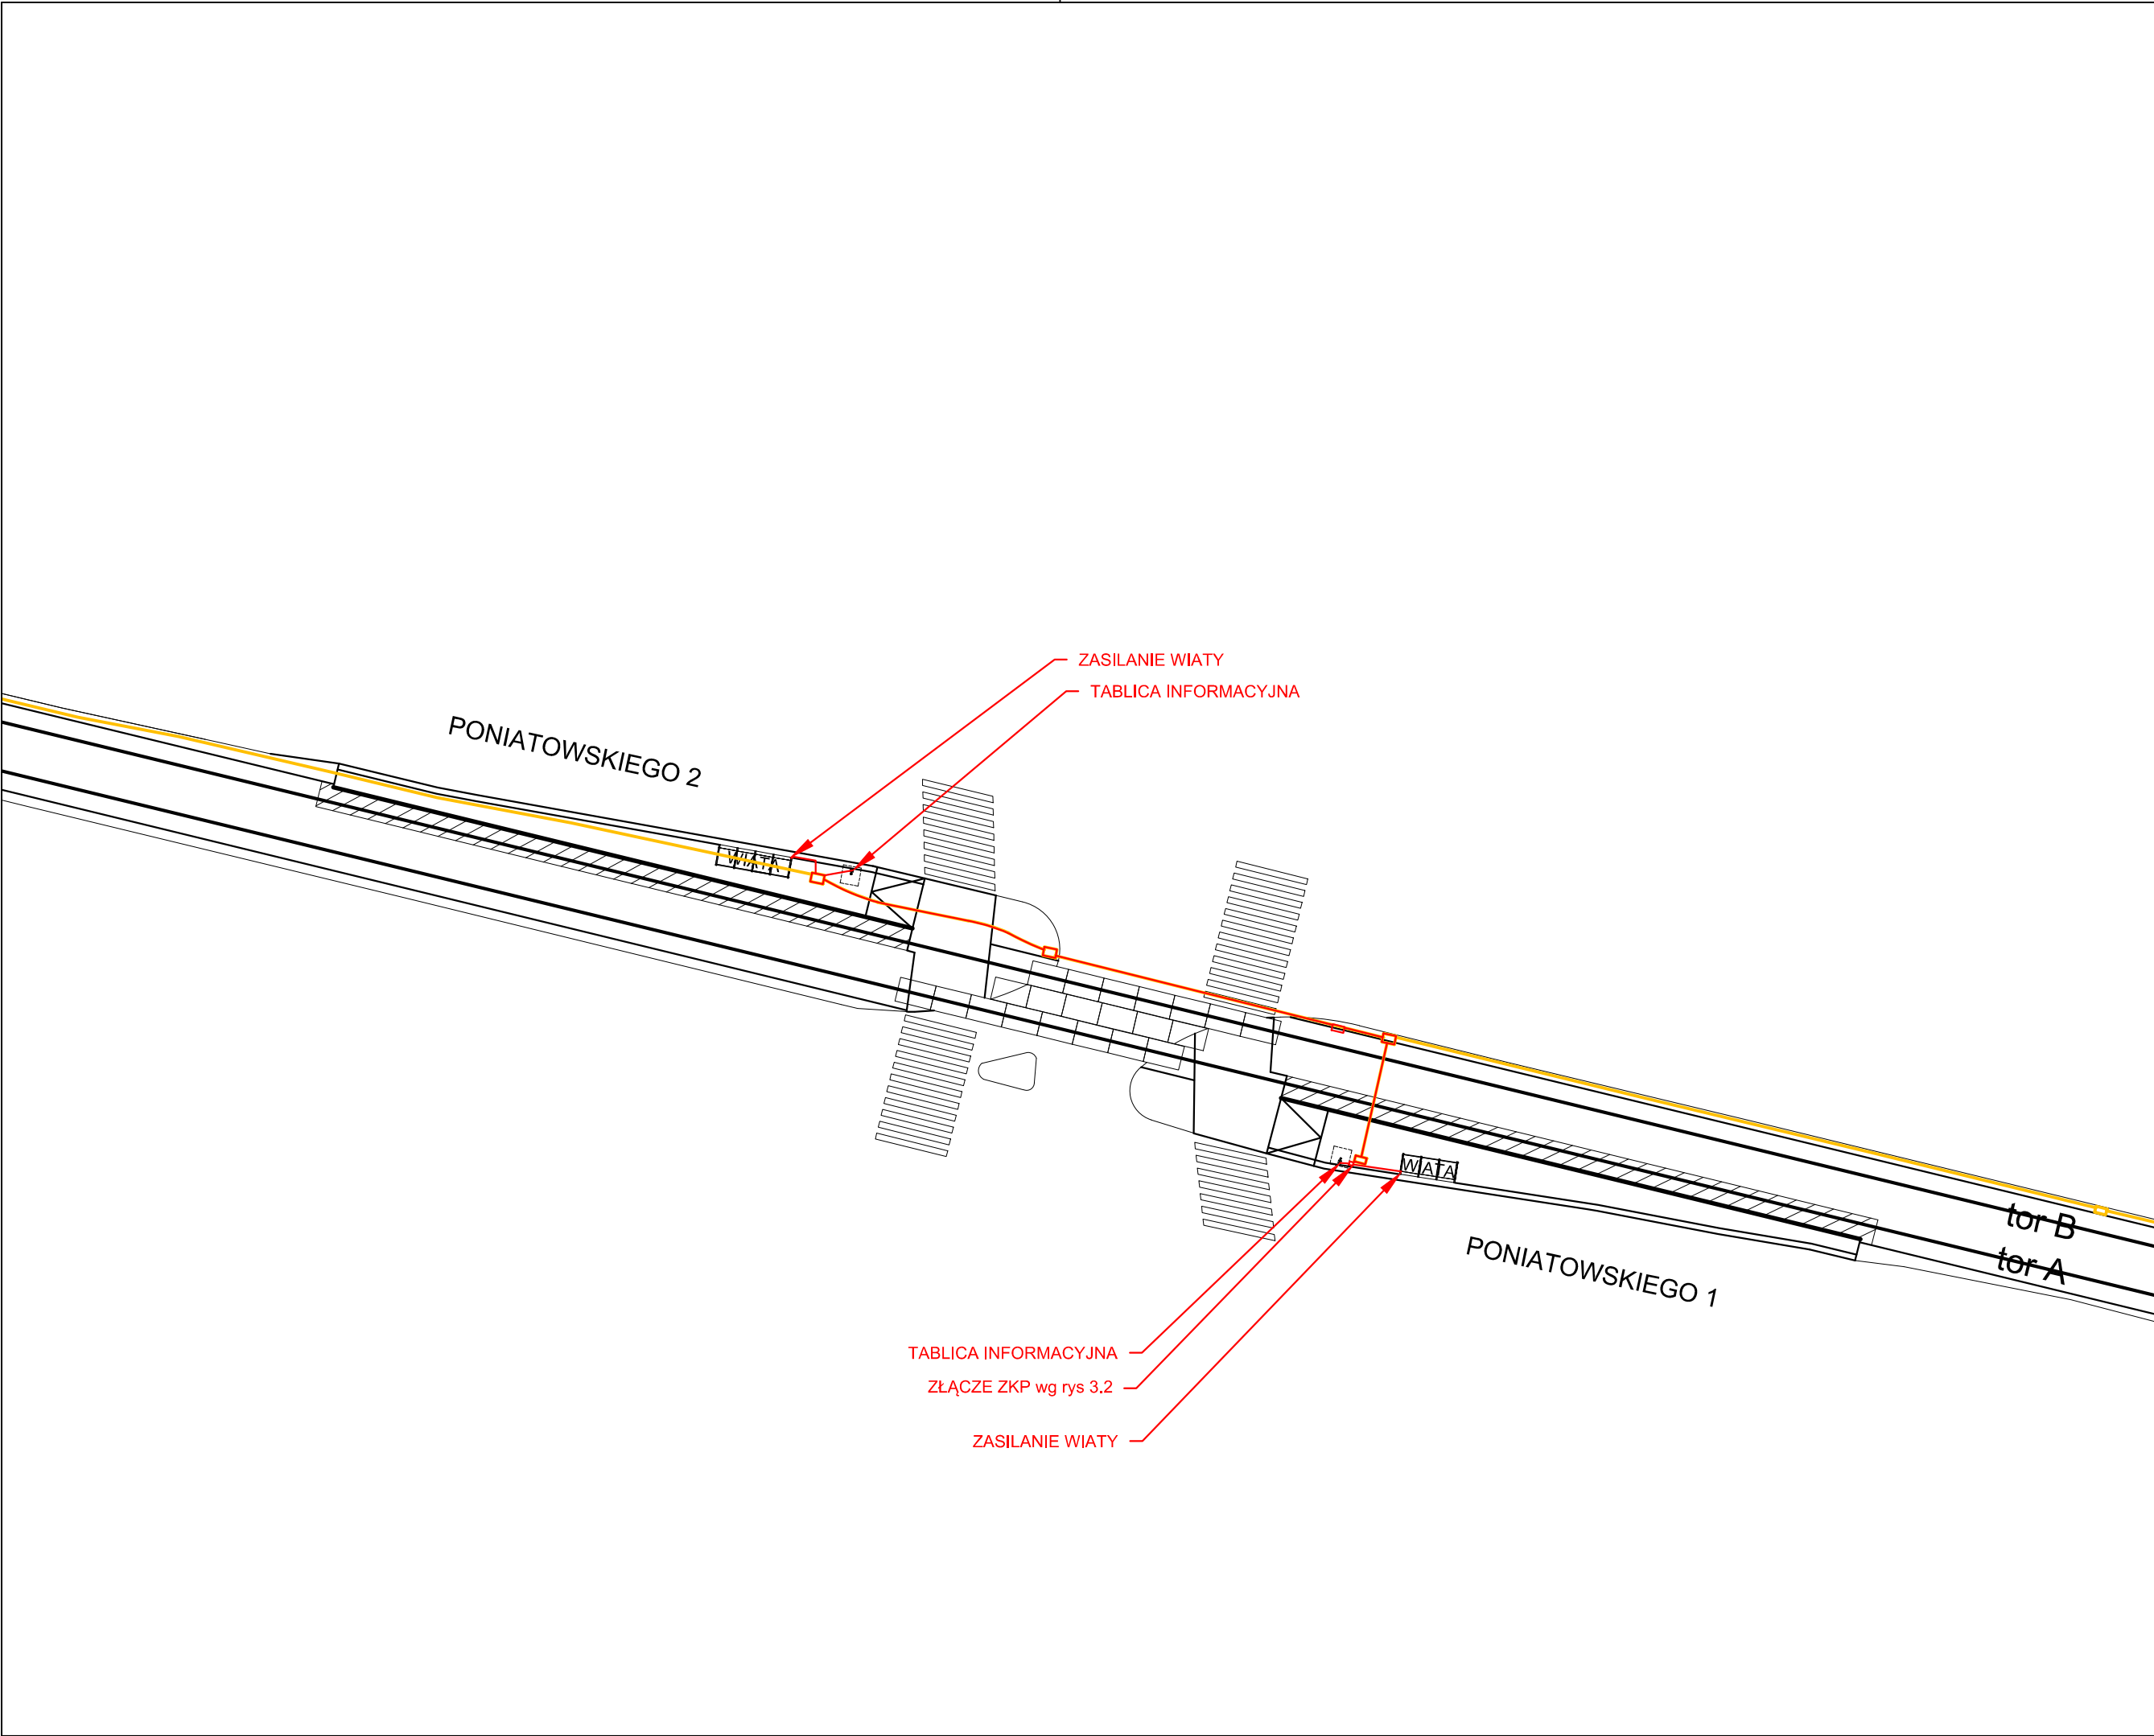 ZASILANIE WIATY
TABLICA INFORMACYJNA
PONIATOWSKIEGO 2
WIATA
WIATA
tor B
tor A
PONIATOWSKIEGO 1
TABLICA INFORMACYJNA
ZŁĄCZE ZKP wg rys 3.2
ZASILANIE WIATY